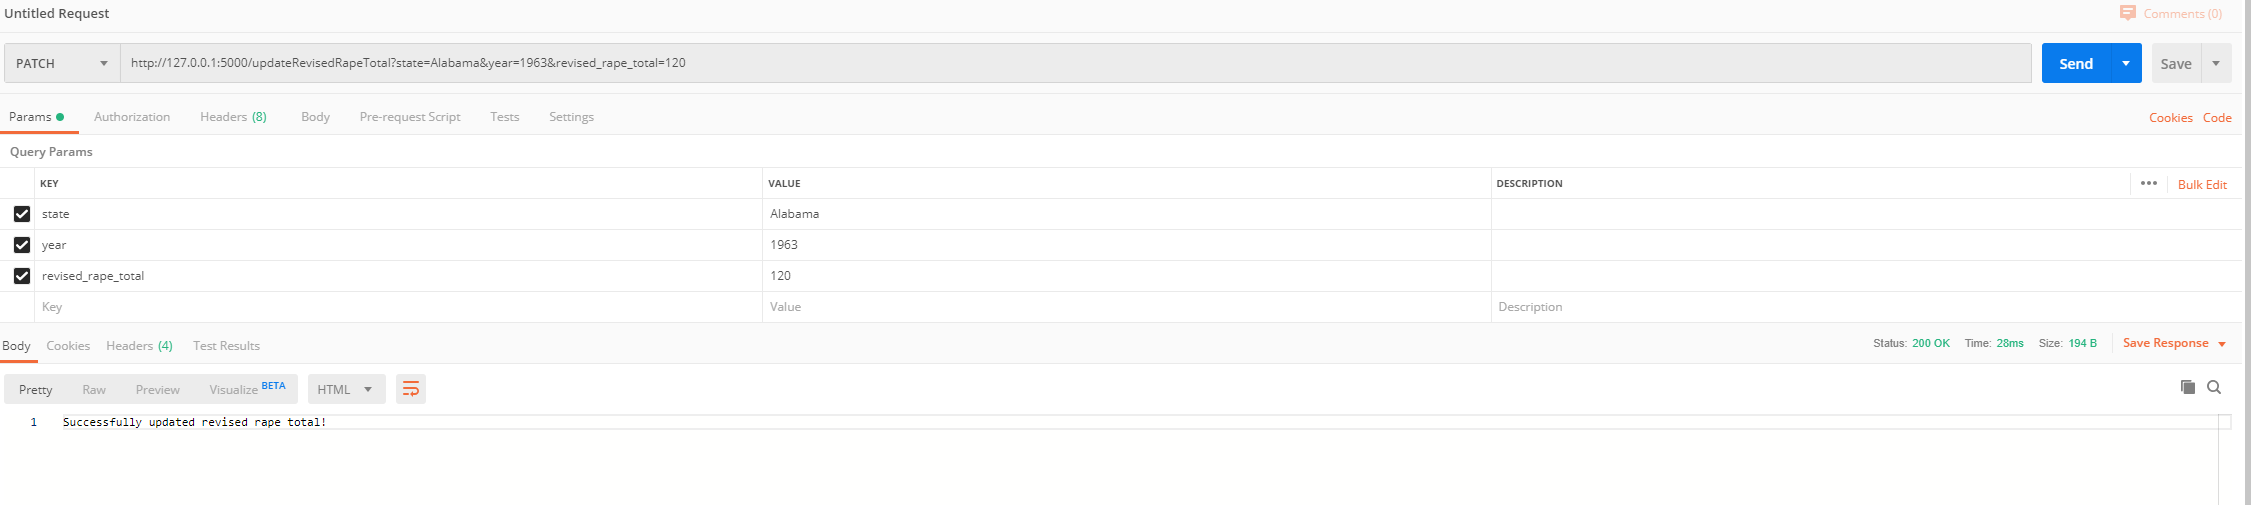 Untitled Request
Comments (0)
PATCH http://127.0.0.1:5000/updateRevisedRapeTotal?state=Alabama&year=1963&revised_rape_total=120 Send Save
Params Authorization Headers (8) Body Pre-request Script Tests Settings Cookies Code
Query Params
KEY VALUE DESCRIPTION ••• Bulk Edit
state Alabama
year 1963
revised_rape_total 120
Key Value Description
Body Cookies Headers (4) Test Results Status: 200 OK Time: 28ms Size: 194 B Save Response
Pretty Raw Preview Visualize BETA HTML
1 Successfully updated revised rape total!